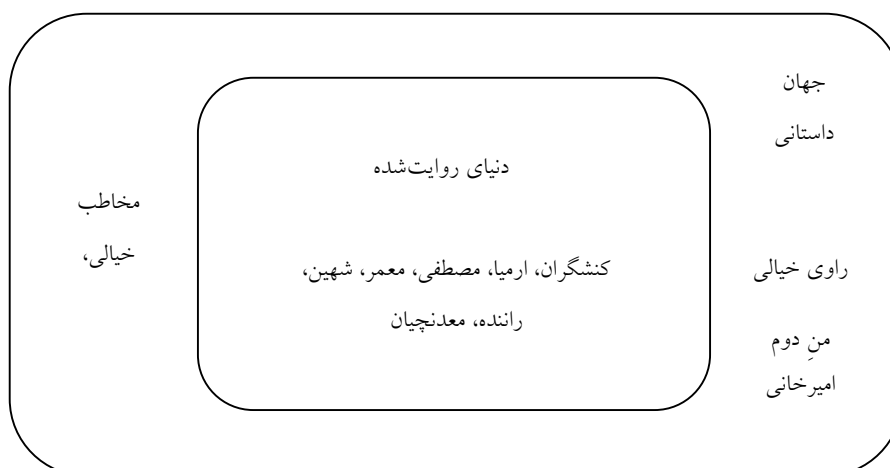 جهان
داستانی
دنیای روایت‌شده
مخاطب
خیالی،
راوی خیالی
کنشگران، ارمیا، مصطفی، معمر، شهین،
راننده، معدنچیان
منِ دوم
امیرخانی